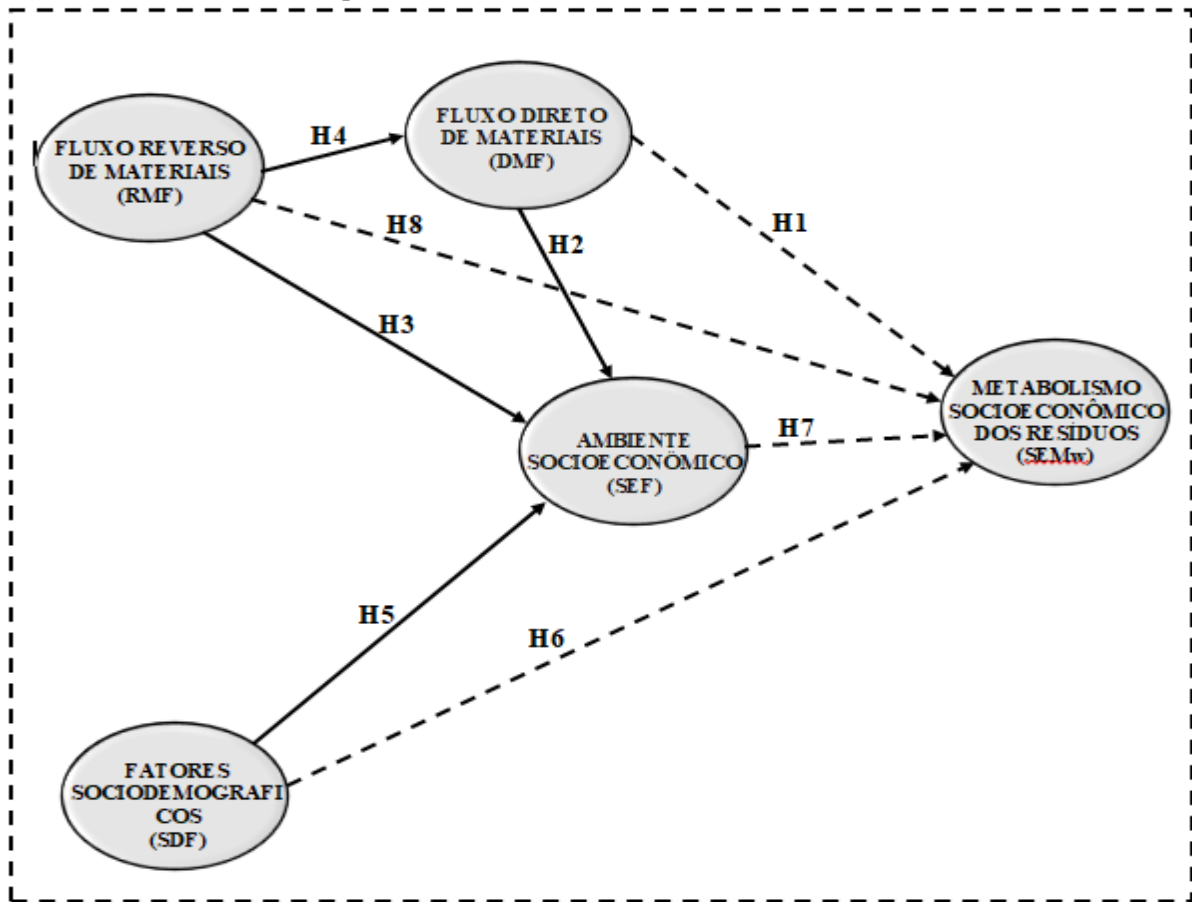 FLUXO REVERSO
DE MATERIAIS
(RMF)
H4
FLUXO DIRETO
DE MATERIAIS
(DMF)
H8
H2
H1
H3
AMBIENTE
SOCIOECONÔMICO
(SEF)
H7
METABOLISMO
SOCIOECONÔMICO
DOS RESÍDUOS
(SEMw)
H5
H6
FATORES
SOCIODEMOGRAFI
COS
(SDF)